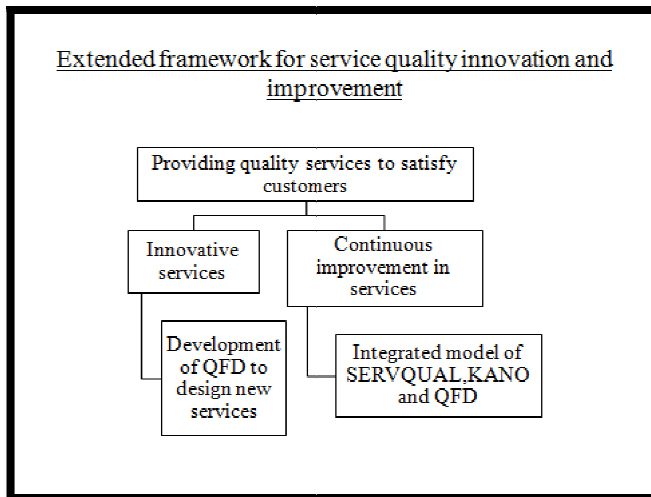 Extended framework for service quality innovation and
improvement
Providing quality services to satisfy
customers
Innovative
services
Continuous
improvement in
services
Development
of QFD to
design new
services
Integrated model of
SERVQUAL,KANO
and QFD